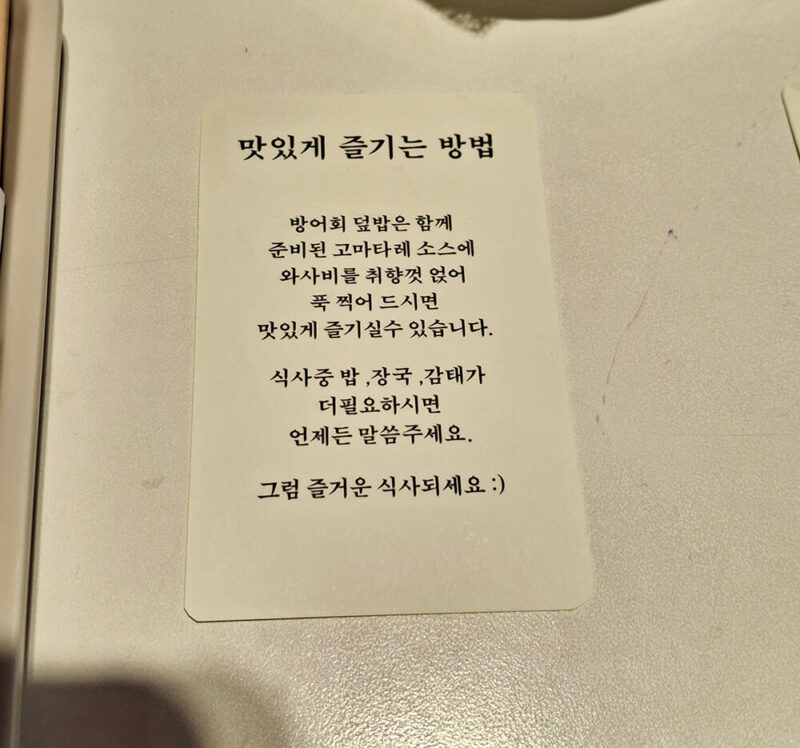 맛있게 즐기는 방법
방어회 덮밥은 함께
준비된 고마타레 소스에
와사비를 취향껏 얹어
푹 찍어 드시면
맛있게 즐기실수 있습니다.
식사중 밥 ,장국 ,감태가
더필요하시면
언제든 말씀주세요.
그럼 즐거운 식사되세요 :)